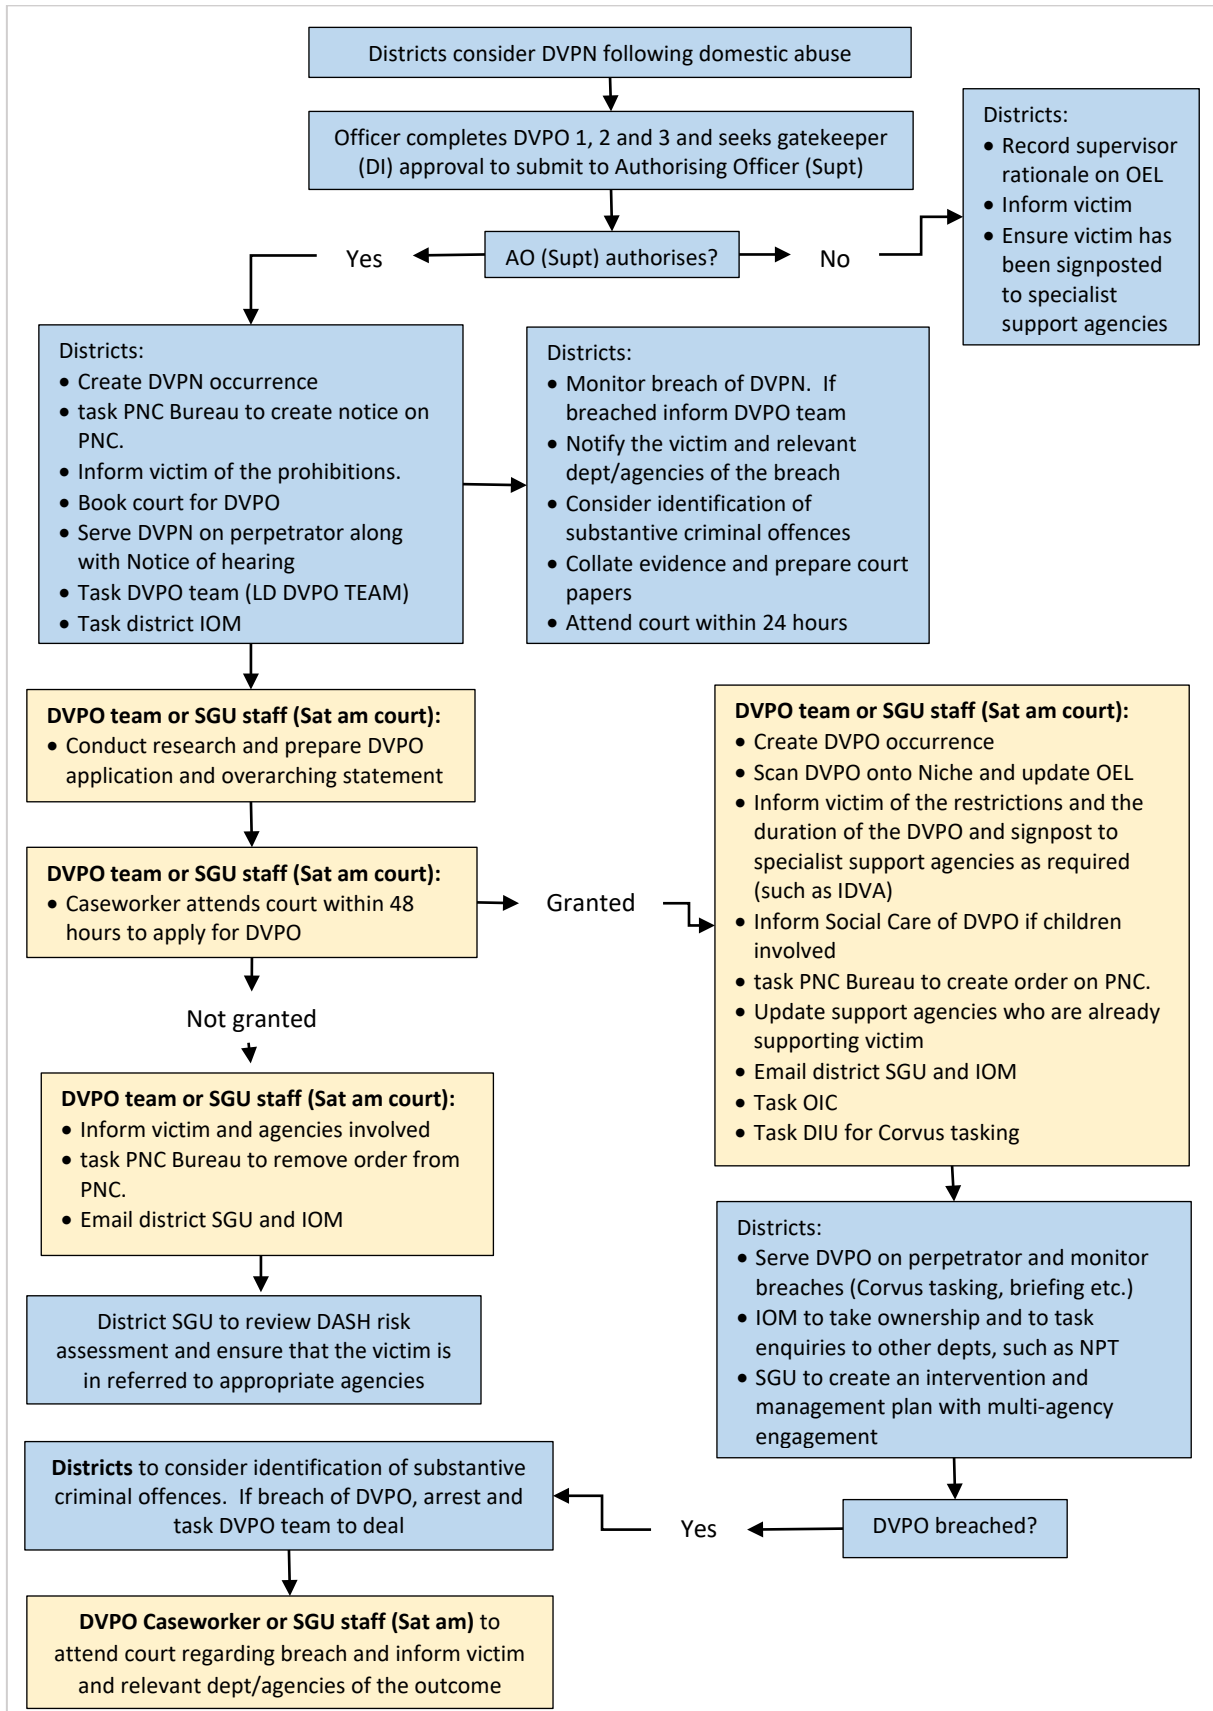 Districts consider DVPN following domestic abuse
Officer completes DVPO 1, 2 and 3 and seeks gatekeeper
(DI) approval to submit to Authorising Officer (Supt)
Districts:
• Record supervisor
rationale on OEL
• Inform victim
• Ensure victim has
been signposted
to specialist
support agencies
Yes
AO (Supt) authorises?
No
Districts:
• Create DVPN occurrence
• task PNC Bureau to create notice on
PNC.
• Inform victim of the prohibitions.
• Book court for DVPO
• Serve DVPN on perpetrator along
with Notice of hearing
• Task DVPO team (LD DVPO TEAM)
• Task district IOM
Districts:
• Monitor breach of DVPN.  If
breached inform DVPO team
• Notify the victim and relevant
dept/agencies of the breach
• Consider identification of
substantive criminal offences
• Collate evidence and prepare court
papers
• Attend court within 24 hours
DVPO team or SGU staff (Sat am court):
• Conduct research and prepare DVPO
application and overarching statement
DVPO team or SGU staff (Sat am court):
• Caseworker attends court within 48
hours to apply for DVPO
Granted
DVPO team or SGU staff (Sat am court):
• Create DVPO occurrence
• Scan DVPO onto Niche and update OEL
• Inform victim of the restrictions and the
duration of the DVPO and signpost to
specialist support agencies as required
(such as IDVA)
• Inform Social Care of DVPO if children
involved
• task PNC Bureau to create order on PNC.
• Update support agencies who are already
supporting victim
• Email district SGU and IOM
• Task OIC
• Task DIU for Corvus tasking
Not granted
DVPO team or SGU staff (Sat am court):
• Inform victim and agencies involved
• task PNC Bureau to remove order from
PNC.
• Email district SGU and IOM
District SGU to review DASH risk
assessment and ensure that the victim is
in referred to appropriate agencies
Districts:
• Serve DVPO on perpetrator and monitor
breaches (Corvus tasking, briefing etc.)
• IOM to take ownership and to task
enquiries to other depts, such as NPT
• SGU to create an intervention and
management plan with multi-agency
engagement
Districts to consider identification of substantive
criminal offences.  If breach of DVPO, arrest and
task DVPO team to deal
Yes
DVPO breached?
DVPO Caseworker or SGU staff (Sat am) to
attend court regarding breach and inform victim
and relevant dept/agencies of the outcome